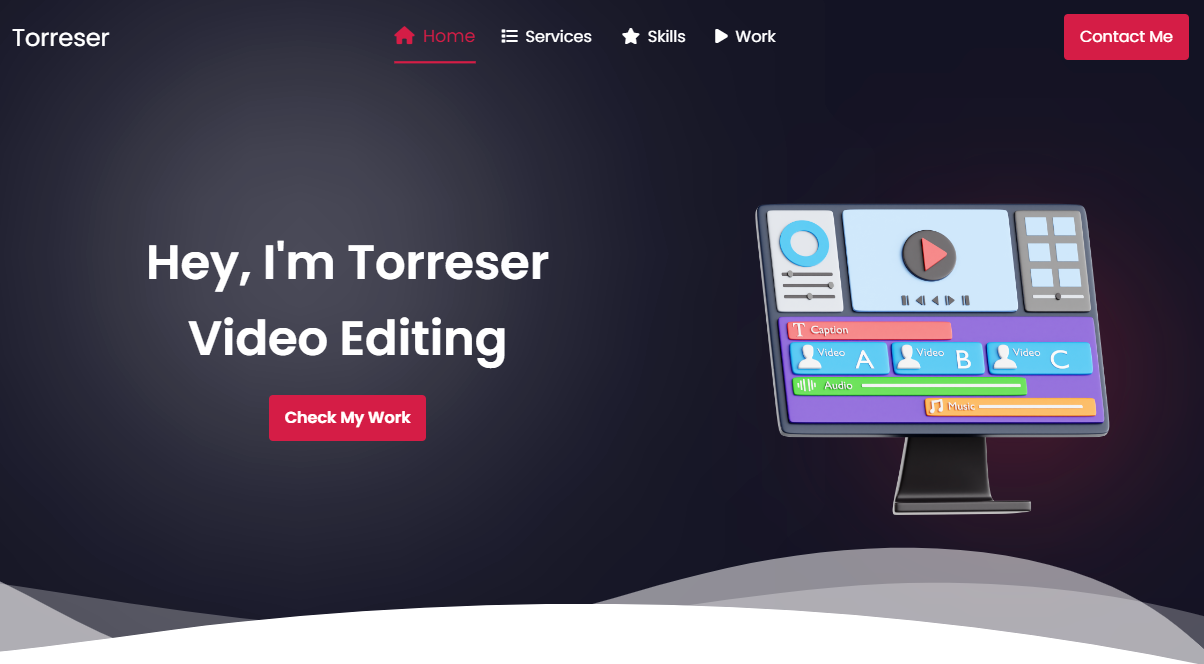 Torreser
Home
Services
Skills
Work
Contact Me
Hey, I'm Torreser
Video Editing
Check My Work
T Caption
Video A
Video B
Video C
Audio
Music